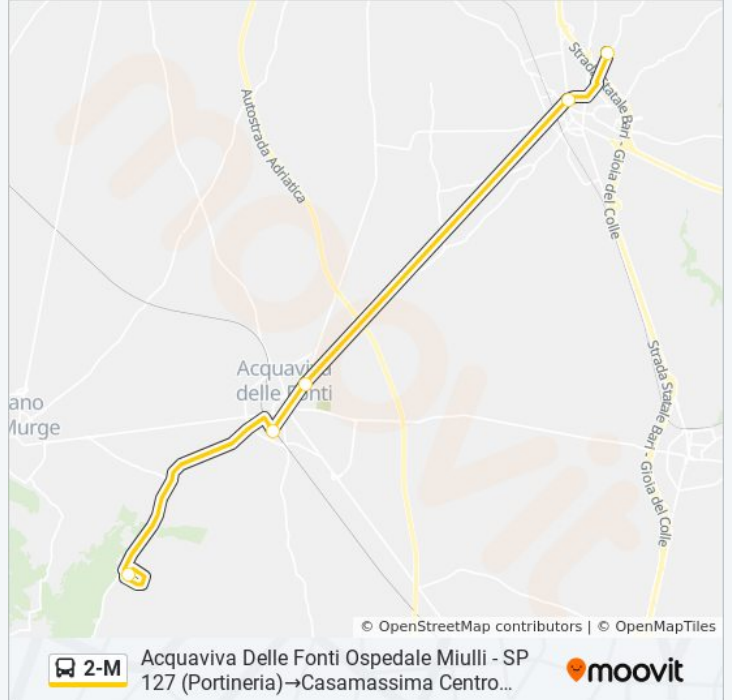 Strada Statale Bari - Gioia del Colle
Autostrada Adriatica
Acquaviva
delle Fonti
ano
Murge
Strada Statale Bari - Gioia del Colle
moovit
© OpenStreetMap contributors | © OpenMapTiles
2-M
Acquaviva Delle Fonti Ospedale Miulli - SP
127 (Portineria)→Casamassima Centro...
moovit